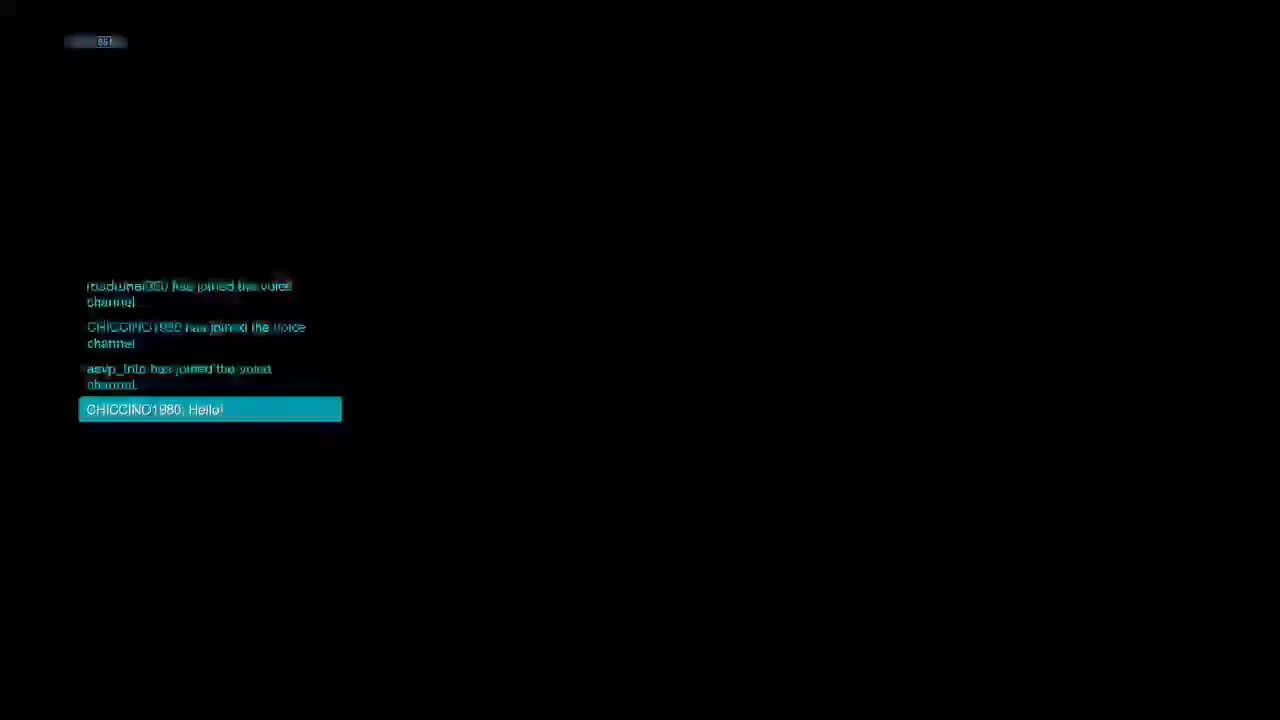 has joined the voice
channel.
CHICCINO1980 has joined the voice
channel.
has joined the voice
channel.
CHICCINO1980: Hello!